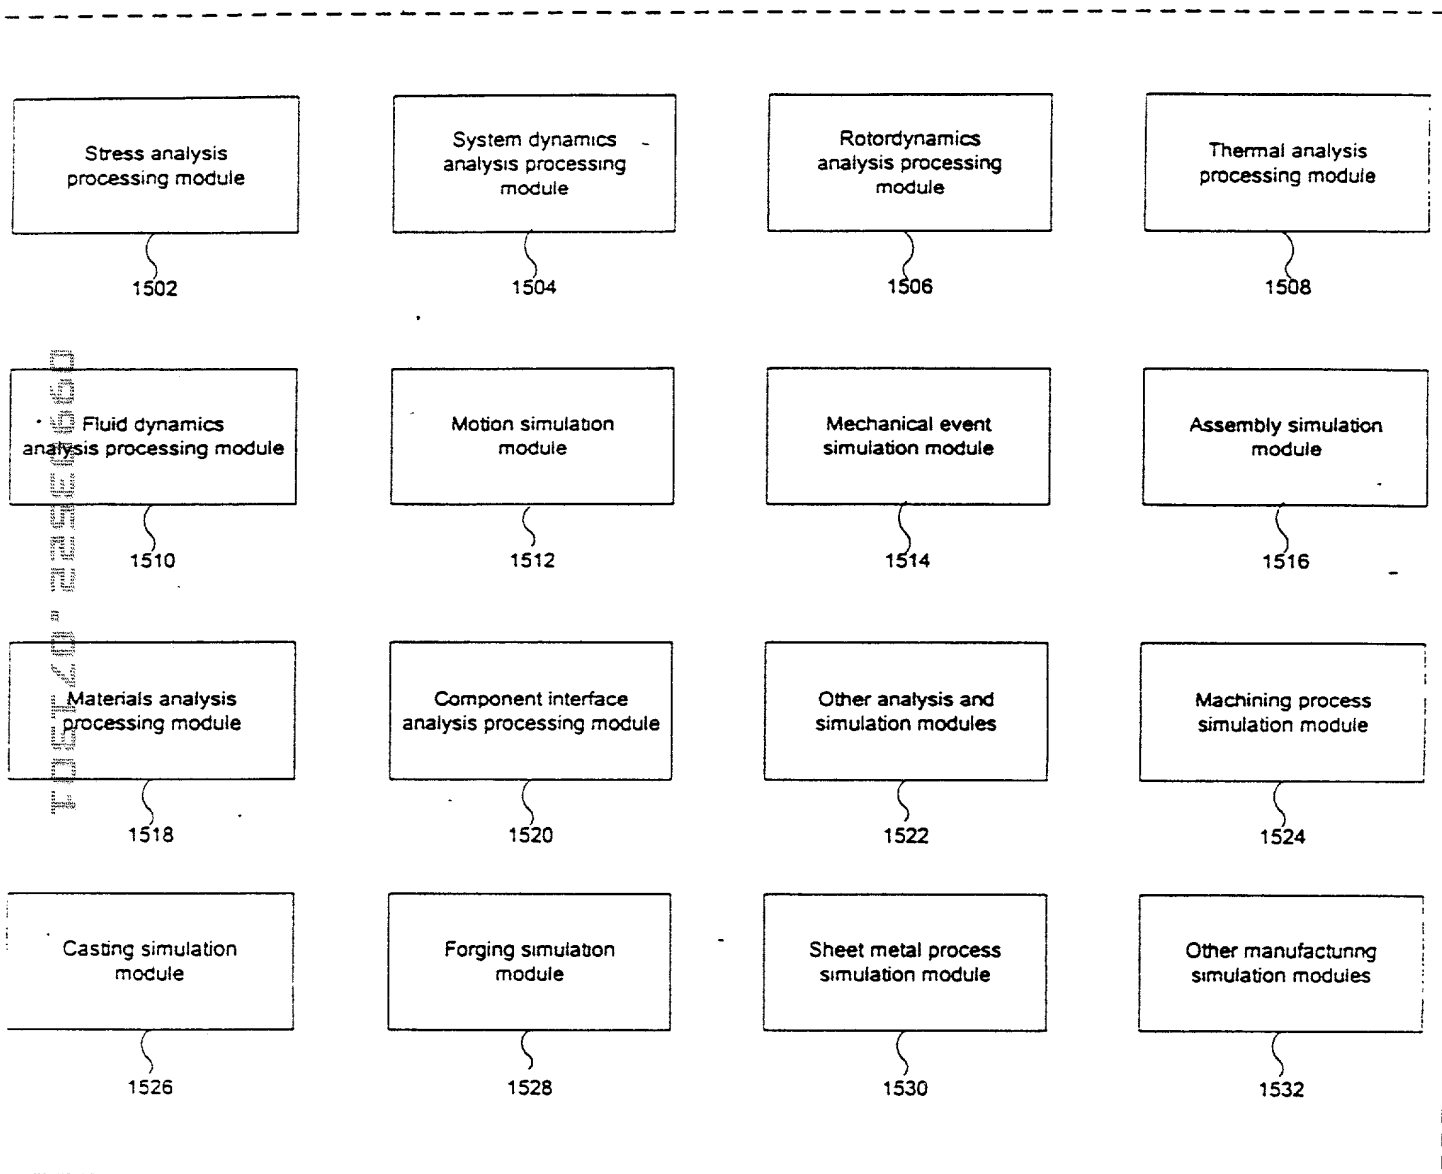 Stress analysis
processing module
1502
System dynamics
analysis processing
module
1504
Rotordynamics
analysis processing
module
1506
Thermal analysis
processing module
1508
Fluid dynamics
analysis processing module
1510
Motion simulation
module
1512
Mechanical event
simulation module
1514
Assembly simulation
module
1516
Materials analysis
processing module
1518
Component interface
analysis processing module
1520
Other analysis and
simulation modules
1522
Machining process
simulation module
1524
Casting simulation
module
1526
Forging simulation
module
1528
Sheet metal process
simulation module
1530
Other manufacturing
simulation modules
1532